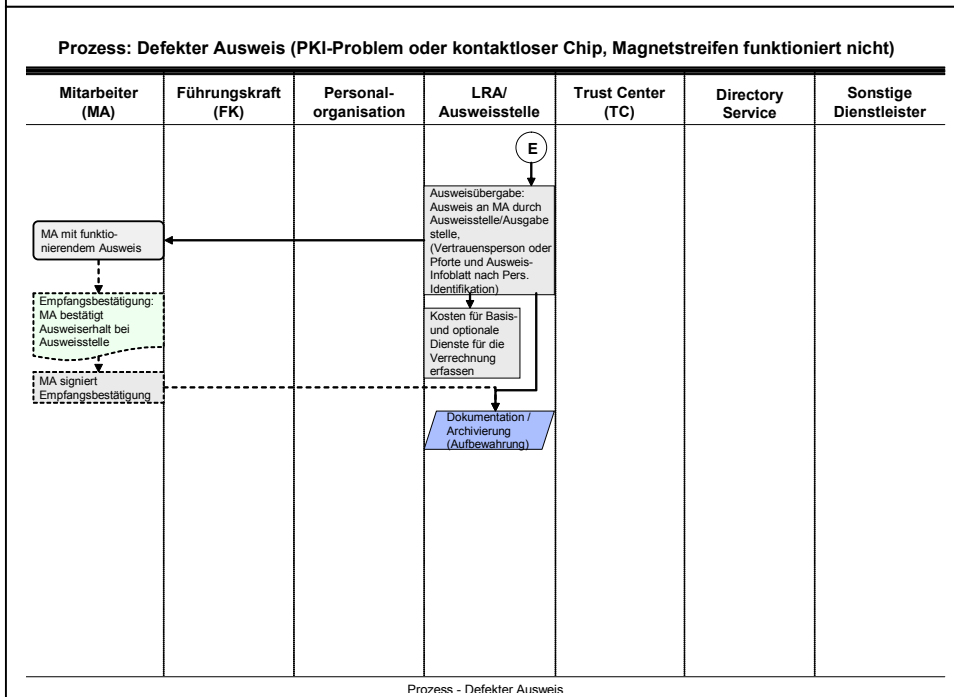 Prozess: Defekter Ausweis (PKI-Problem oder kontaktloser Chip, Magnetstreifen funktioniert nicht)
Mitarbeiter
(MA)
Führungskraft
(FK)
Personal-
organisation
LRA/
Ausweisstelle
Trust Center
(TC)
Directory
Service
Sonstige
Dienstleister
E
Ausweisübergabe:
Ausweis an MA durch
Ausweisstelle/Ausgabe
stelle,
(Vertrauensperson oder
Pforte und Ausweis-
Infoblatt nach Pers.
Identifikation)
MA mit funktio-
nierendem Ausweis
Empfangsbestätigung:
MA bestätigt
Ausweiserhalt bei
Ausweisstelle
Kosten für Basis-
und optionale
Dienste für die
Verrechnung
erfassen
MA signiert
Empfangsbestätigung
Dokumentation /
Archivierung
(Aufbewahrung)
Prozess - Defekter Ausweis